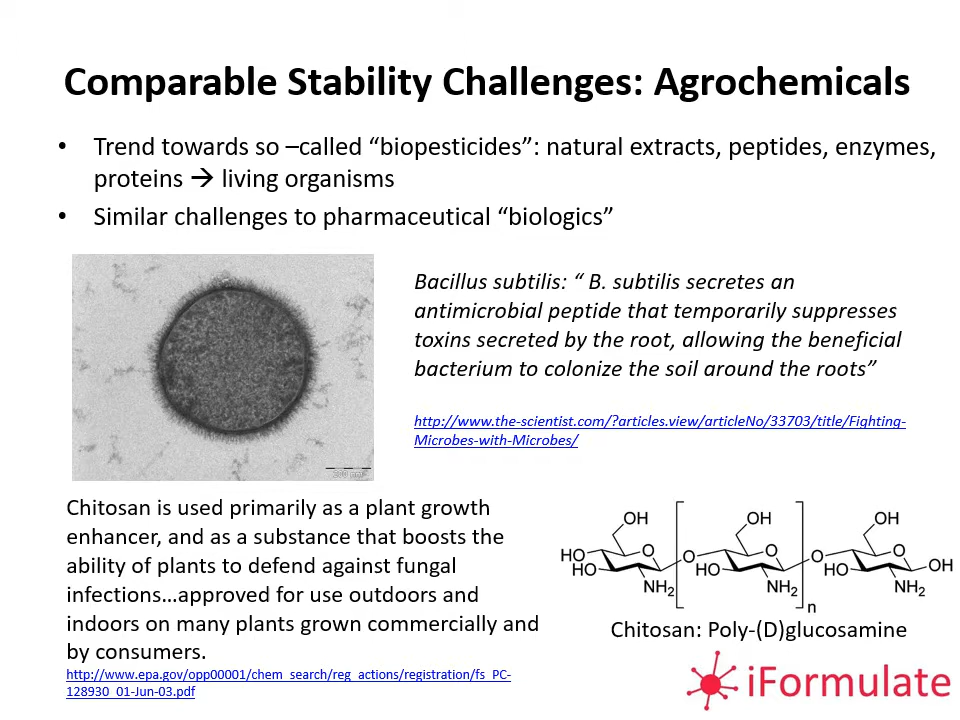 Comparable Stability Challenges: Agrochemicals
• Trend towards so –called “biopesticides”: natural extracts, peptides, enzymes,
proteins → living organisms
• Similar challenges to pharmaceutical “biologics”
Bacillus subtilis: “ B. subtilis secretes an
antimicrobial peptide that temporarily suppresses
toxins secreted by the root, allowing the beneficial
bacterium to colonize the soil around the roots”
http://www.the-scientist.com/?articles.view/articleNo/33703/title/Fighting-
Microbes-with-Microbes/
Chitosan is used primarily as a plant growth
enhancer, and as a substance that boosts the
ability of plants to defend against fungal
infections…approved for use outdoors and
indoors on many plants grown commercially and
by consumers.
http://www.epa.gov/opp00001/chem_search/reg_actions/registration/fs_PC-
128930_01-Jun-03.pdf
OH OH OH
HO O O O O O OH
HO HO HO
NH2 NH2 NH2
n
Chitosan: Poly-(D)glucosamine
iFormulate